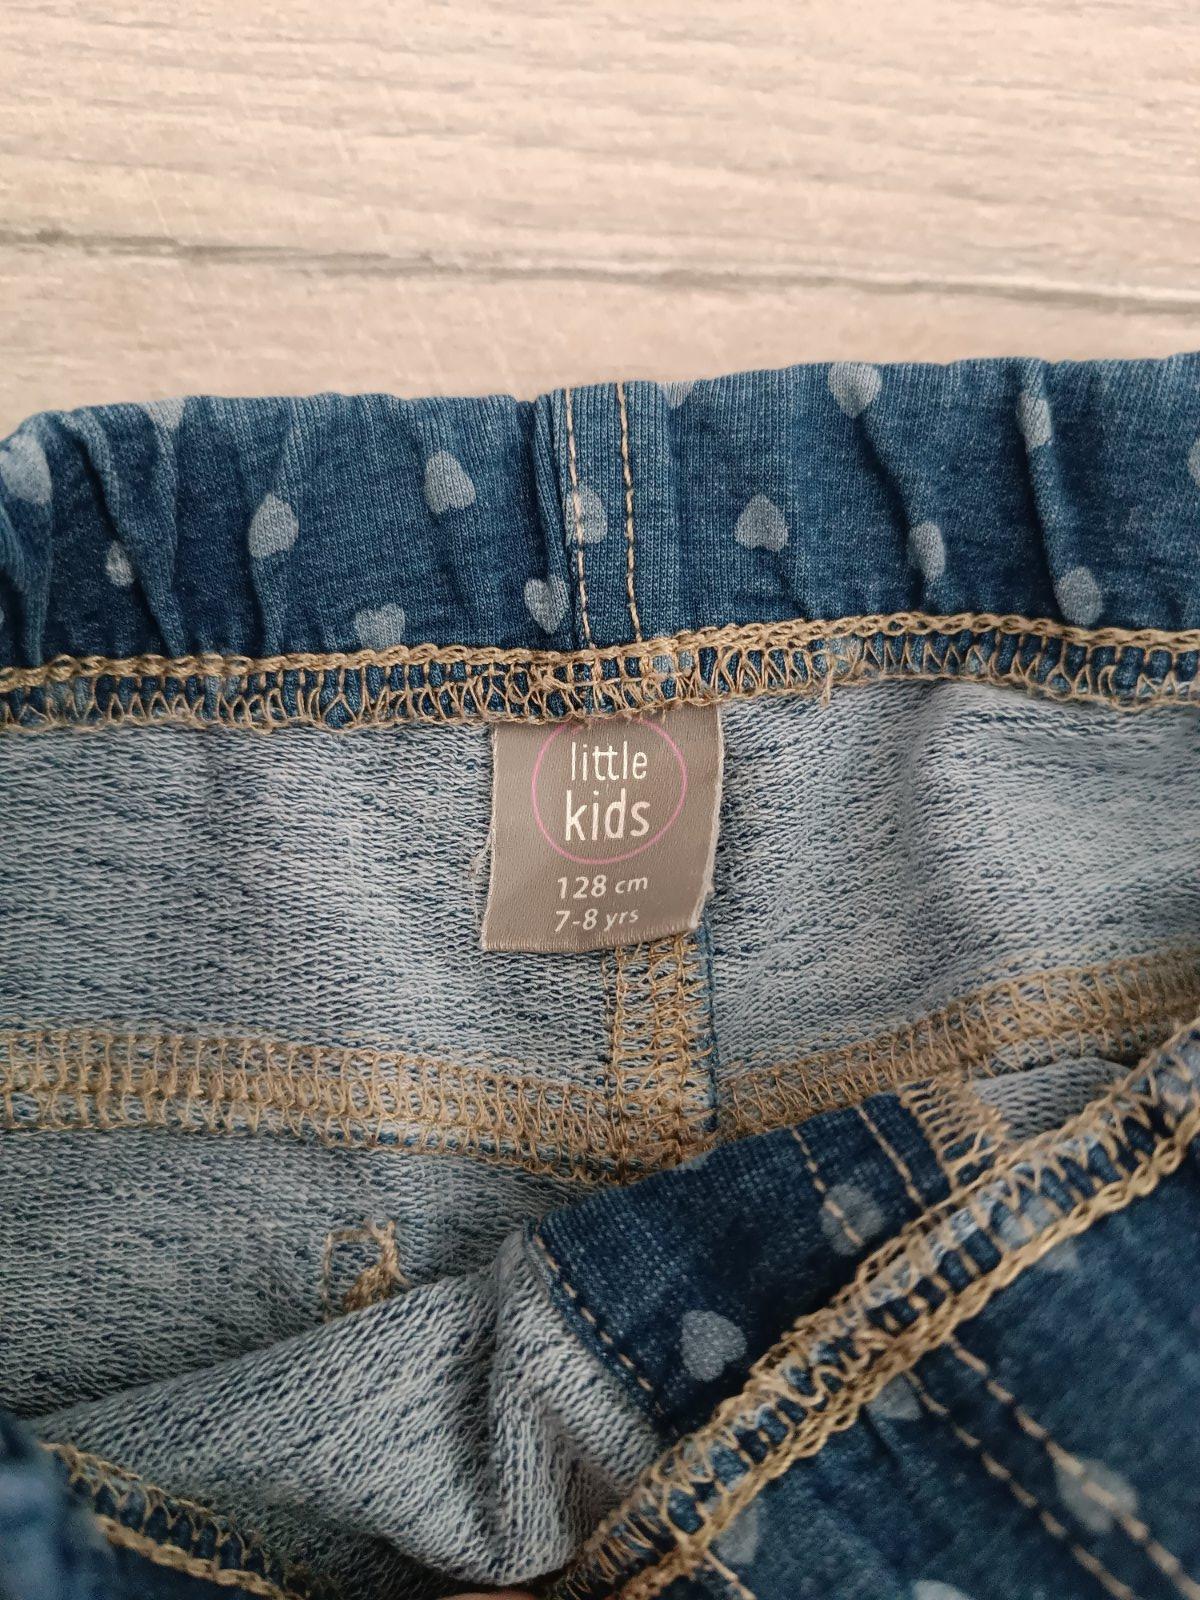 little
kids
128 cm
7-8 yrs